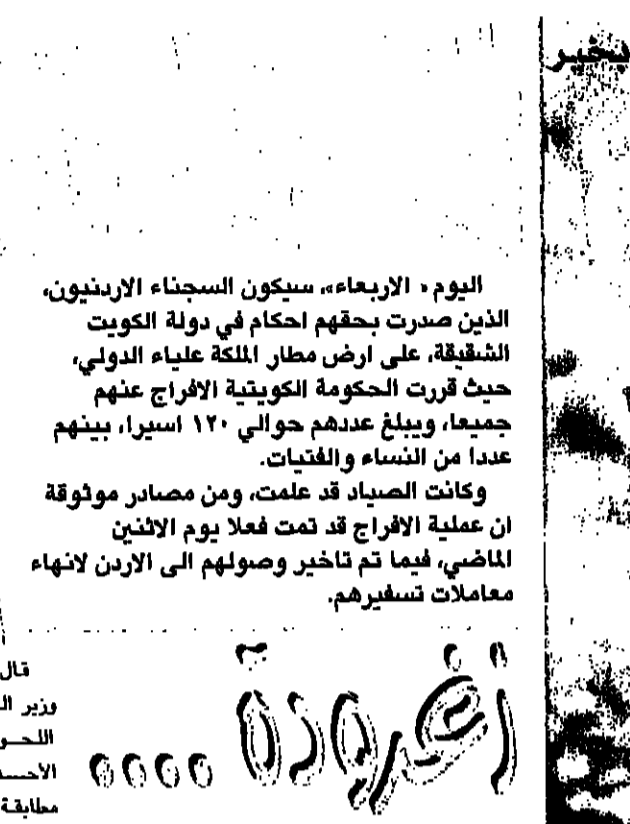 بخير
اليوم « الاربعاء»، سيكون السجناء الاردنيون،
الذين صدرت بحقهم احكام في دولة الكويت
الشقيقة، على ارض مطار الملكة علياء الدولي،
حيث قررت الحكومة الكويتية الافراج عنهم
جميعا، ويبلغ عددهم حوالي ١٢٠ اسيرا، بينهم
عددا من النساء والفتيات.
وكانت الصياد قد علمت، ومن مصادر موثوقة
ان عملية الافراج قد تمت فعلا يوم الاثنين
الماضي، فيما تم تاخير وصولهم الى الاردن لانهاء
معاملات تسفيرهم.
قال
وزير
مطابقة